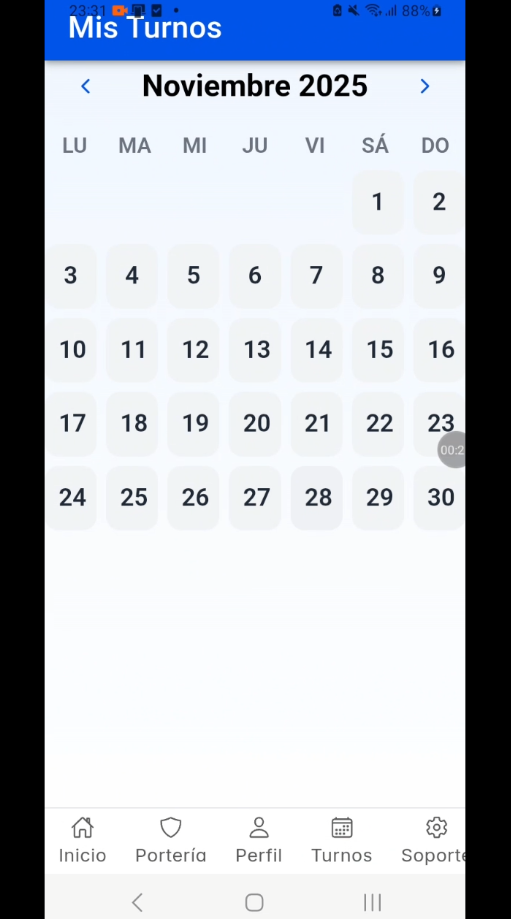 23:31 88%
Mis Turnos
Noviembre 2025
LU MA MI JU VI SÁ DO
1 2
3 4 5 6 7 8 9
10 11 12 13 14 15 16
17 18 19 20 21 22 23
00:2
24 25 26 27 28 29 30
Inicio Portería Perfil Turnos Soporte